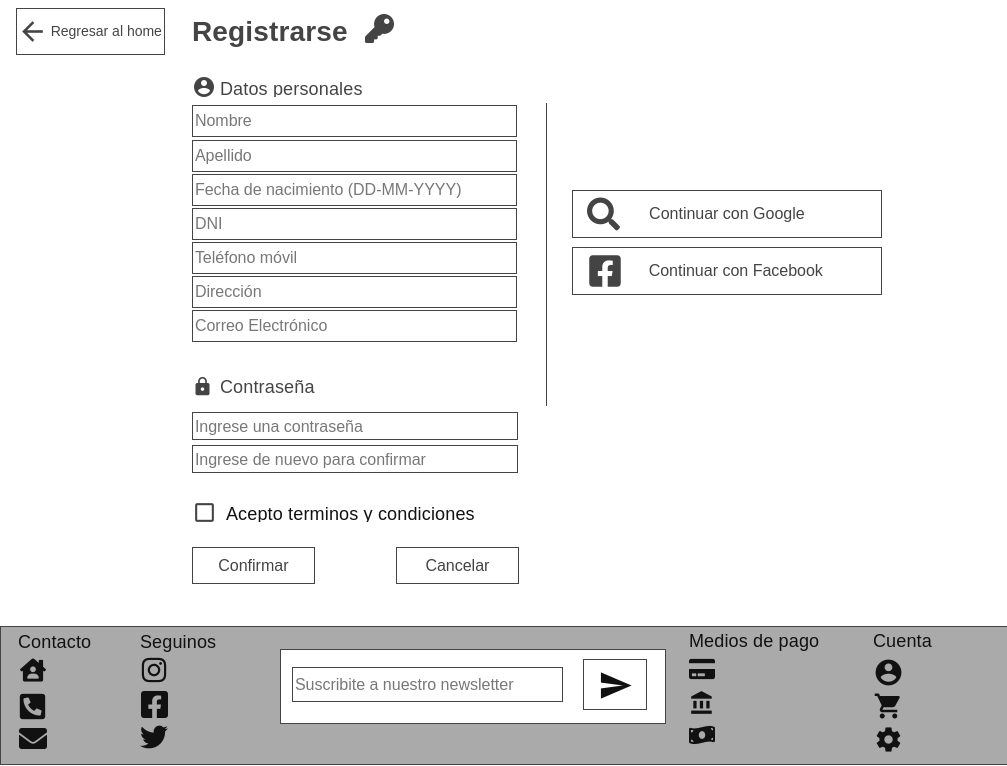 Regresar al home
Registrarse
Datos personales
Nombre
Apellido
Fecha de nacimiento (DD-MM-YYYY)
DNI
Teléfono móvil
Dirección
Correo Electrónico
Continuar con Google
Continuar con Facebook
Contraseña
Ingrese una contraseña
Ingrese de nuevo para confirmar
Acepto terminos y condiciones
Confirmar
Cancelar
Contacto
Seguinos
Suscribite a nuestro newsletter
Medios de pago
Cuenta